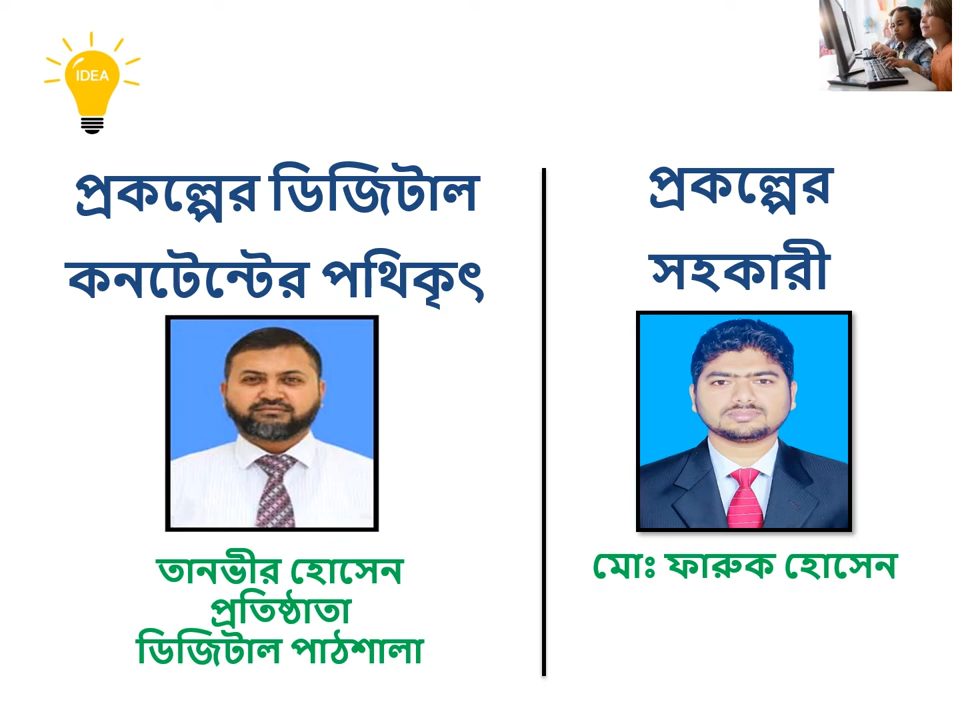 IDEA
প্রকল্পের ডিজিটাল
কনটেন্টের পথিকৃৎ
তানভীর হোসেন
প্রতিষ্ঠাতা
ডিজিটাল পাঠশালা
প্রকল্পের
সহকারী
মোঃ ফারুক হোসেন